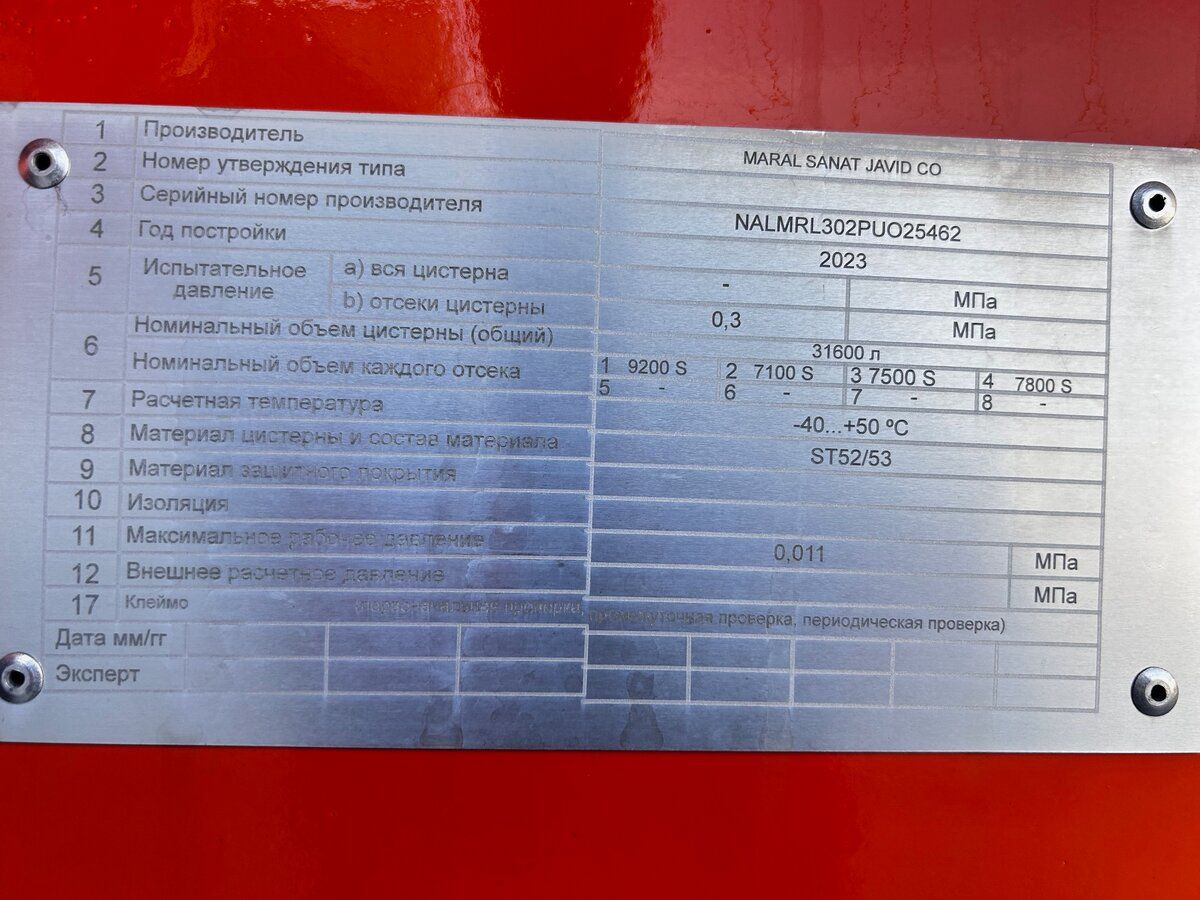 1 Производитель MARAL SANAT JAVID CO
2 Номер утверждения типа
3 Серийный номер производителя NALMRL302PUO25462
4 Год постройки 2023
5 Испытательное давление a) вся цистерна - МПа
b) отсеки цистерны 0,3 МПа
6 Номинальный объем цистерны (общий) 31600 л
Номинальный объем каждого отсека 1 9200 S 2 7100 S 3 7500 S 4 7800 S
5 - 6 - 7 - 8 -
7 Расчетная температура -40...+50 ºC
8 Материал цистерны и состав материала ST52/53
9 Материал защитного покрытия
10 Изоляция
11 Максимальное рабочее давление 0,011 МПа
12 Внешнее расчетное давление МПа
17 Клеймо (первоначальная проверка, промежуточная проверка, периодическая проверка)
Дата мм/гг
Эксперт